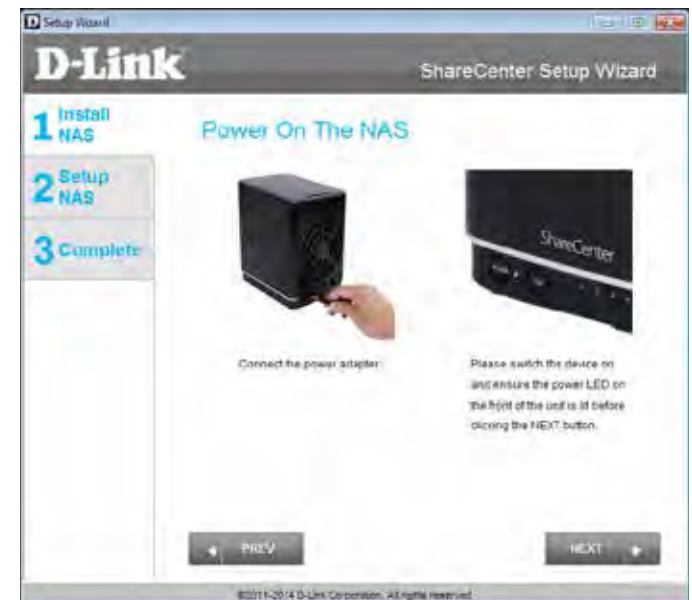 D Setup Wizard
D-Link
ShareCenter Setup Wizard
1 Install
NAS
2 Setup
NAS
3 Complete
Power On The NAS
ShareCenter
Connect the power adapter.
Please switch the device on
and ensure the power LED on
the front of the unit is lit before
clicking the NEXT button.
PREV
NEXT
©2011-2014 D-Link Corporation. All rights reserved.